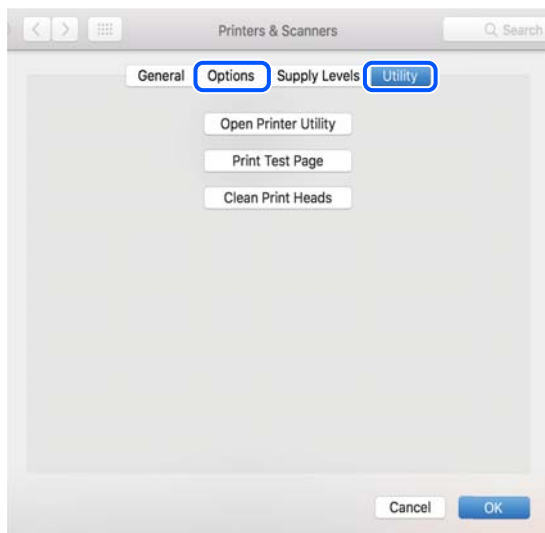 Printers & Scanners
Search
General Options Supply Levels Utility
Open Printer Utility
Print Test Page
Clean Print Heads
Cancel OK